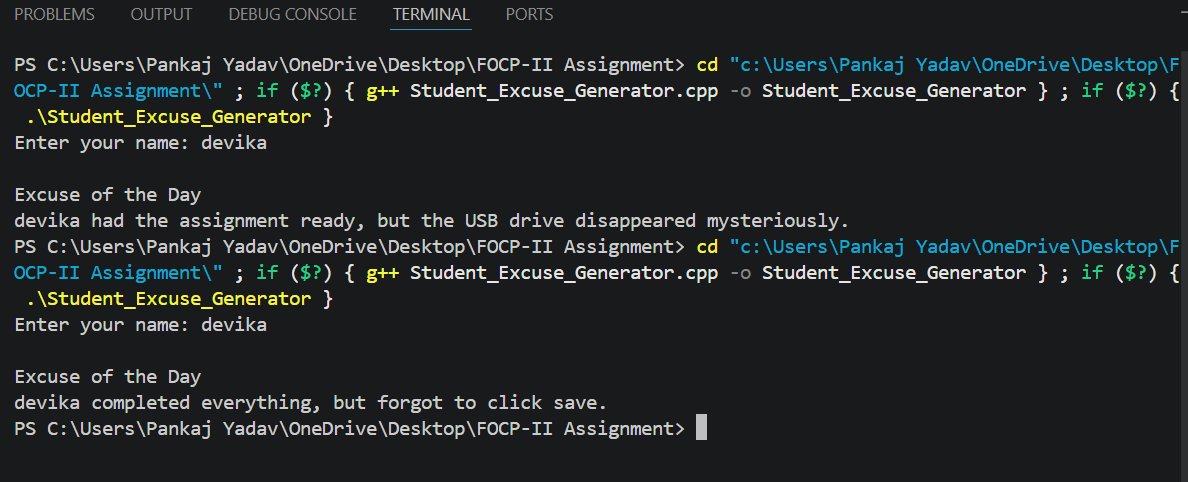 PROBLEMS OUTPUT DEBUG CONSOLE TERMINAL PORTS
PS C:\Users\Pankaj Yadav\OneDrive\Desktop\FOCP-II Assignment> cd "c:\Users\Pankaj Yadav\OneDrive\Desktop\F
OCP-II Assignment\" ; if ($?) { g++ Student_Excuse_Generator.cpp -o Student_Excuse_Generator } ; if ($?) {
.\Student_Excuse_Generator }
Enter your name: devika
Excuse of the Day
devika had the assignment ready, but the USB drive disappeared mysteriously.
PS C:\Users\Pankaj Yadav\OneDrive\Desktop\FOCP-II Assignment> cd "c:\Users\Pankaj Yadav\OneDrive\Desktop\F
OCP-II Assignment\" ; if ($?) { g++ Student_Excuse_Generator.cpp -o Student_Excuse_Generator } ; if ($?) {
.\Student_Excuse_Generator }
Enter your name: devika
Excuse of the Day
devika completed everything, but forgot to click save.
PS C:\Users\Pankaj Yadav\OneDrive\Desktop\FOCP-II Assignment>